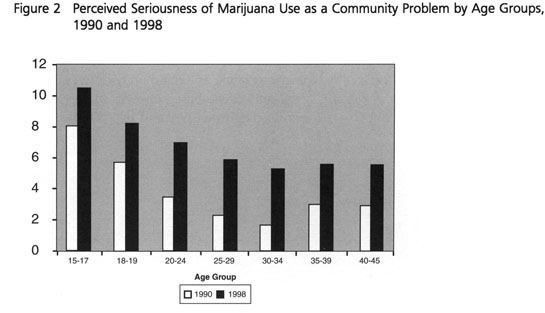 Figure 2 Perceived Seriousness of Marijuana Use as a Community Problem by Age Groups,
1990 and 1998
12
10
8
6
4
2
0
15-17 18-19 20-24 25-29 30-34 35-39 40-45
Age Group
1990 1998